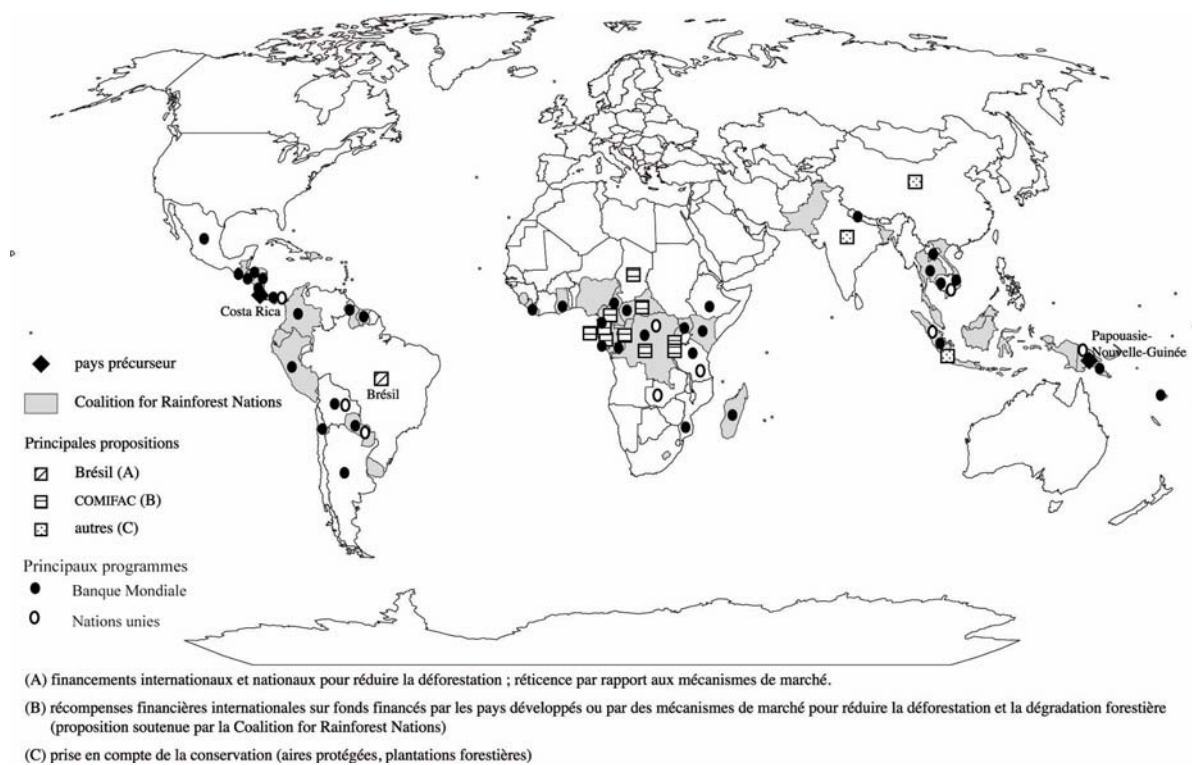 Costa Rica
Papouasie-
Nouvelle-Guinée
Brésil
pays précurseur
Coalition for Rainforest Nations
Principales propositions
Brésil (A)
COMIFAC (B)
autres (C)
Principaux programmes
Banque Mondiale
Nations unies
(A) financements internationaux et nationaux pour réduire la déforestation ; réticence par rapport aux mécanismes de marché.
(B) récompenses financières internationales sur fonds financés par les pays développés ou par des mécanismes de marché pour réduire la déforestation et la dégradation forestière
(proposition soutenue par la Coalition for Rainforest Nations)
(C) prise en compte de la conservation (aires protégées, plantations forestières)